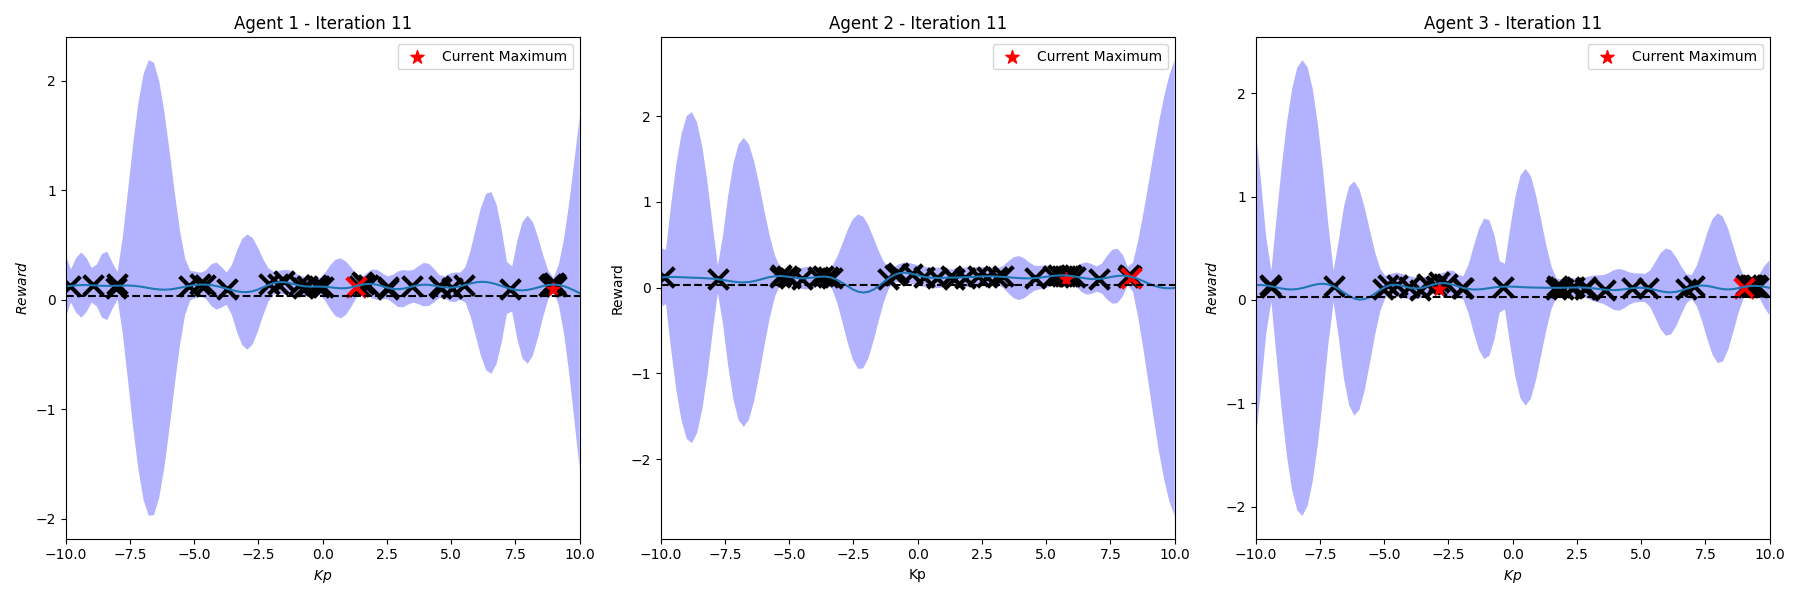 Agent 1 - Iteration 11
Current Maximum
Reward
2
1
0
−1
−2
−10.0 −7.5 −5.0 −2.5 0.0 2.5 5.0 7.5 10.0
Kp
Agent 2 - Iteration 11
Current Maximum
Reward
2
1
0
−1
−2
−10.0 −7.5 −5.0 −2.5 0.0 2.5 5.0 7.5 10.0
Kp
Agent 3 - Iteration 11
Current Maximum
Reward
2
1
0
−1
−2
−10.0 −7.5 −5.0 −2.5 0.0 2.5 5.0 7.5 10.0
Kp